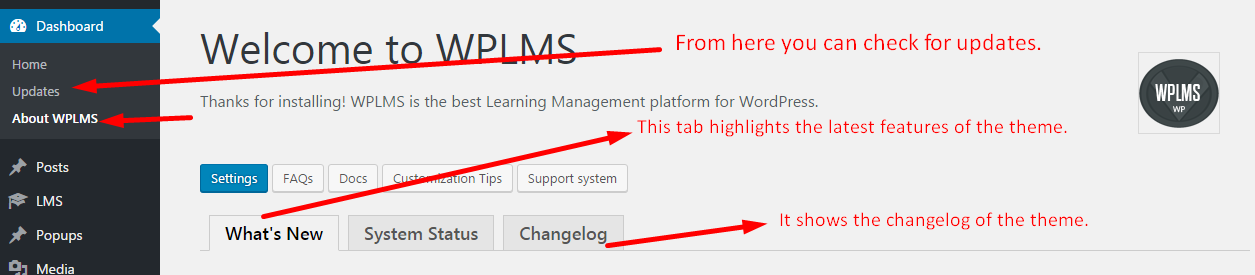 Dashboard
Home
Updates
About WPLMS
Posts
LMS
Popups
Media
Welcome to WPLMS
Thanks for installing! WPLMS is the best Learning Management platform for WordPress.
From here you can check for updates.
WPLMS
WP
This tab highlights the latest features of the theme.
Settings FAQs Docs Customization Tips Support system
What's New System Status Changelog
It shows the changelog of the theme.